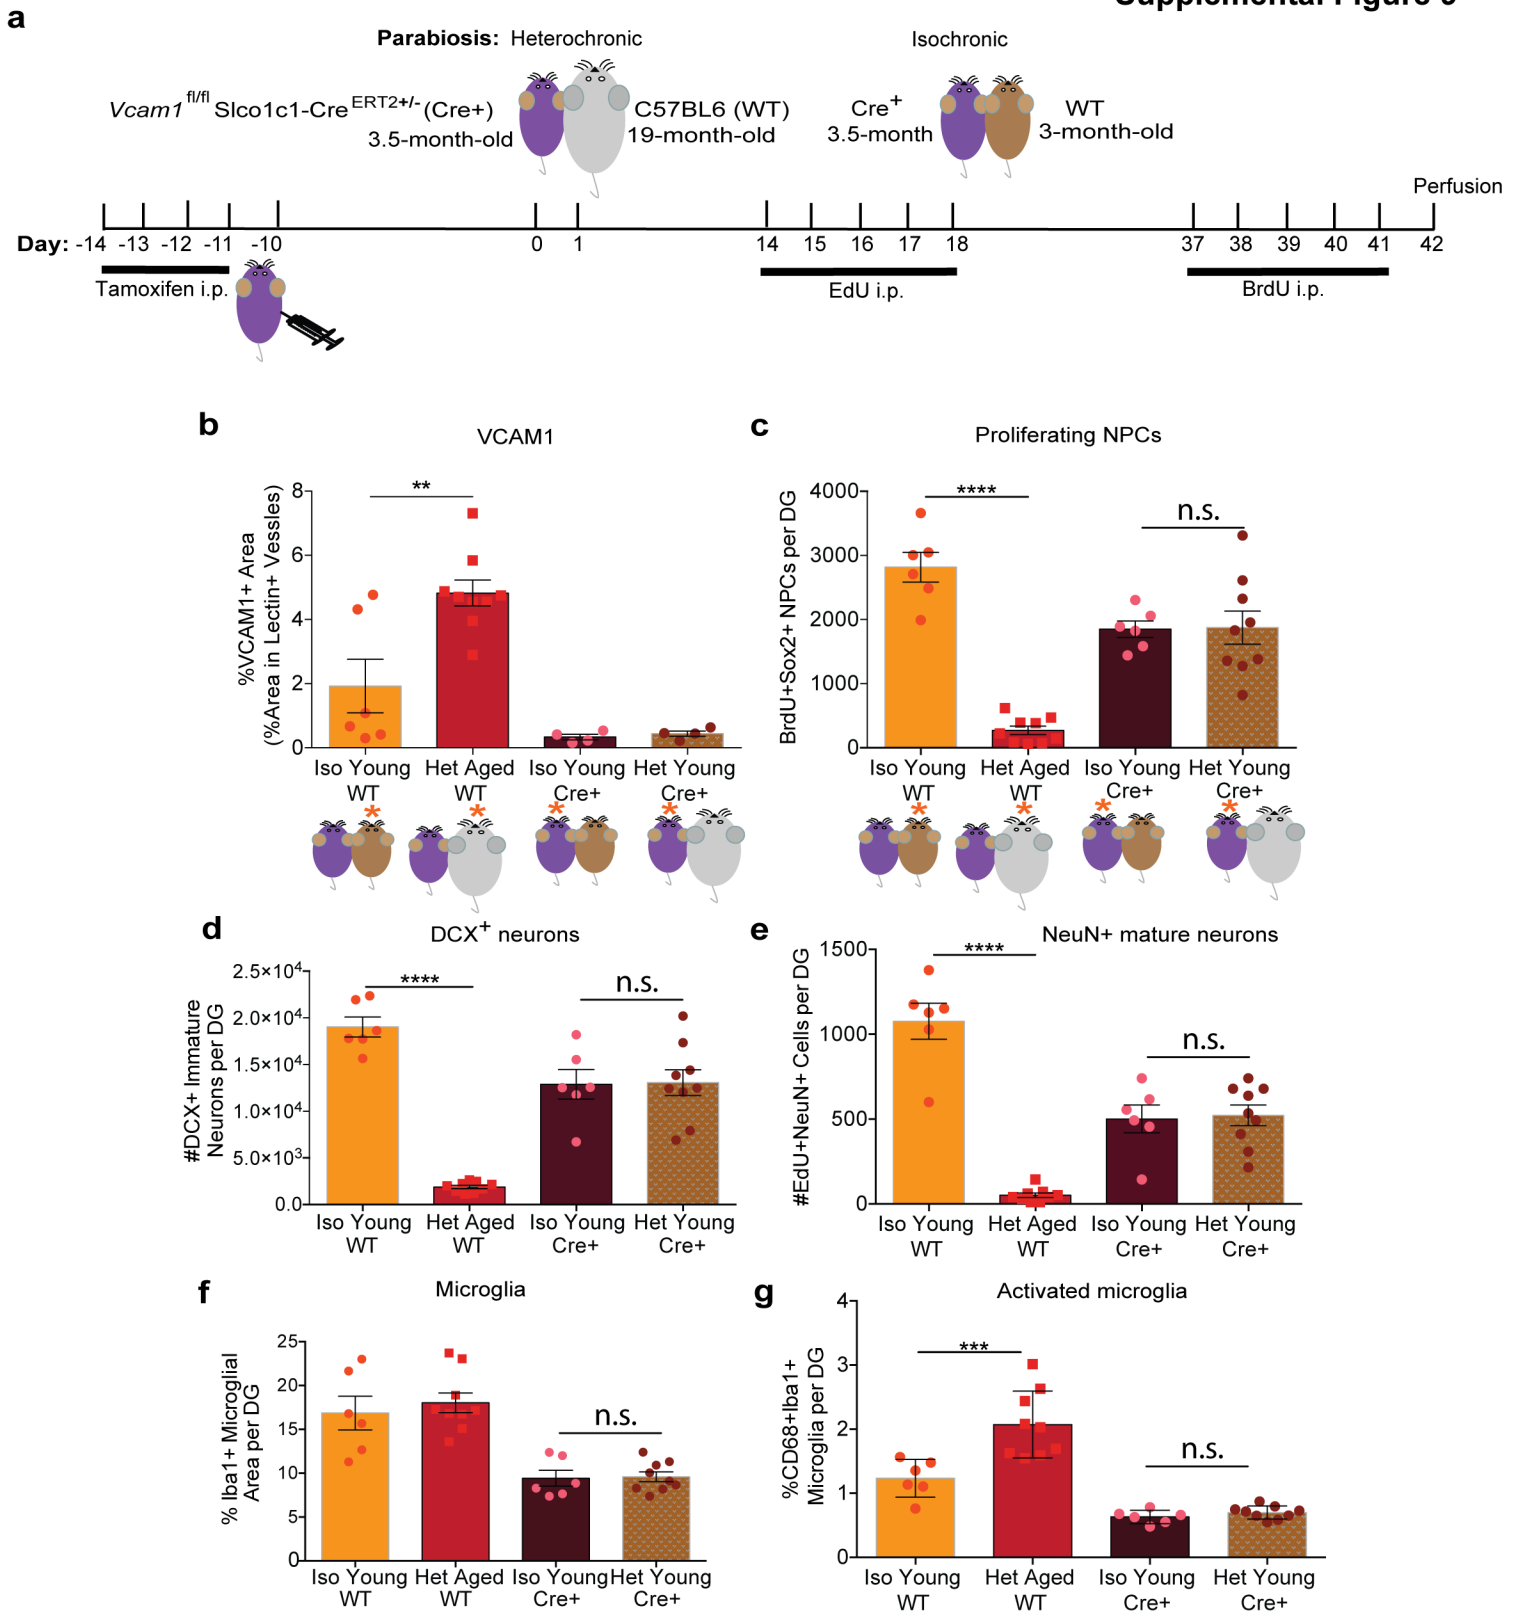 a
Parabiosis: Heterochronic
Isochronic
Vcam1 fl/fl Slco1c1-Cre ERT2+/- (Cre+)
3.5-month-old
C57BL6 (WT)
19-month-old
Cre+
3.5-month
WT
3-month-old
Perfusion
Day: -14 -13 -12 -11 -10 0 1 14 15 16 17 18 37 38 39 40 41 42
Tamoxifen i.p.
EdU i.p.
BrdU i.p.
b
VCAM1
%VCAM1+ Area
(%Area in Lectin+ Vessles)
8
6
4
2
0
**
Iso Young
WT
Het Aged
WT
Iso Young
Cre+
Het Young
Cre+
* * * *
c
Proliferating NPCs
BrdU+Sox2+ NPCs per DG
4000
3000
2000
1000
0
****
n.s.
Iso Young
WT
Het Aged
WT
Iso Young
Cre+
Het Young
Cre+
* * * *
d
DCX+ neurons
#DCX+ Immature
Neurons per DG
2.5×10⁴
2.0×10⁴
1.5×10⁴
1.0×10⁴
5.0×10³
0.0
****
n.s.
Iso Young
WT
Het Aged
WT
Iso Young
Cre+
Het Young
Cre+
e
NeuN+ mature neurons
#EdU+NeuN+ Cells per DG
1500
1000
500
0
****
n.s.
Iso Young
WT
Het Aged
WT
Iso Young
Cre+
Het Young
Cre+
f
Microglia
% Iba1+ Microglial
Area per DG
25
20
15
10
5
0
n.s.
Iso Young
WT
Het Aged
WT
Iso Young
Cre+
Het Young
Cre+
g
Activated microglia
%CD68+Iba1+
Microglia per DG
4
3
2
1
0
***
n.s.
Iso Young
WT
Het Aged
WT
Iso Young
Cre+
Het Young
Cre+